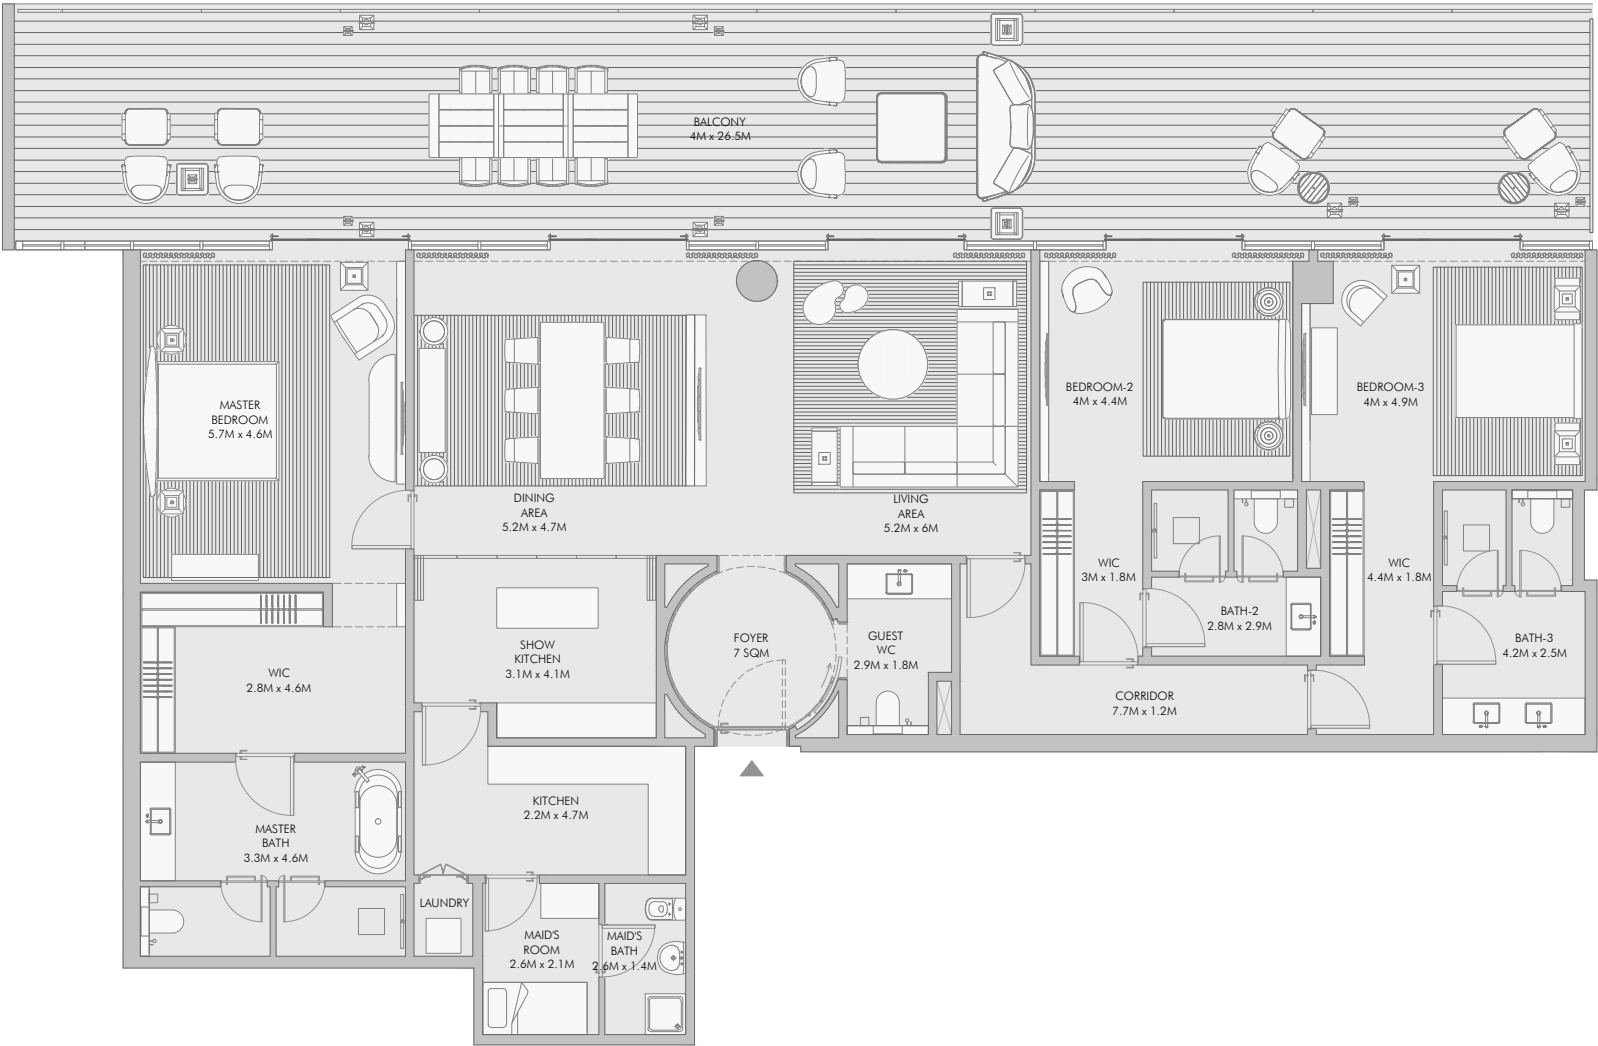 BALCONY
4M x 26.5M
MASTER
BEDROOM
5.7M x 4.6M
DINING
AREA
5.2M x 4.7M
LIVING
AREA
5.2M x 6M
BEDROOM-2
4M x 4.4M
BEDROOM-3
4M x 4.9M
WIC
3M x 1.8M
WIC
4.4M x 1.8M
BATH-2
2.8M x 2.9M
BATH-3
4.2M x 2.5M
SHOW
KITCHEN
3.1M x 4.1M
FOYER
7 SQM
GUEST
WC
2.9M x 1.8M
WIC
2.8M x 4.6M
CORRIDOR
7.7M x 1.2M
KITCHEN
2.2M x 4.7M
MASTER
BATH
3.3M x 4.6M
LAUNDRY
MAID'S
ROOM
2.6M x 2.1M
MAID'S
BATH
2.6M x 1.4M